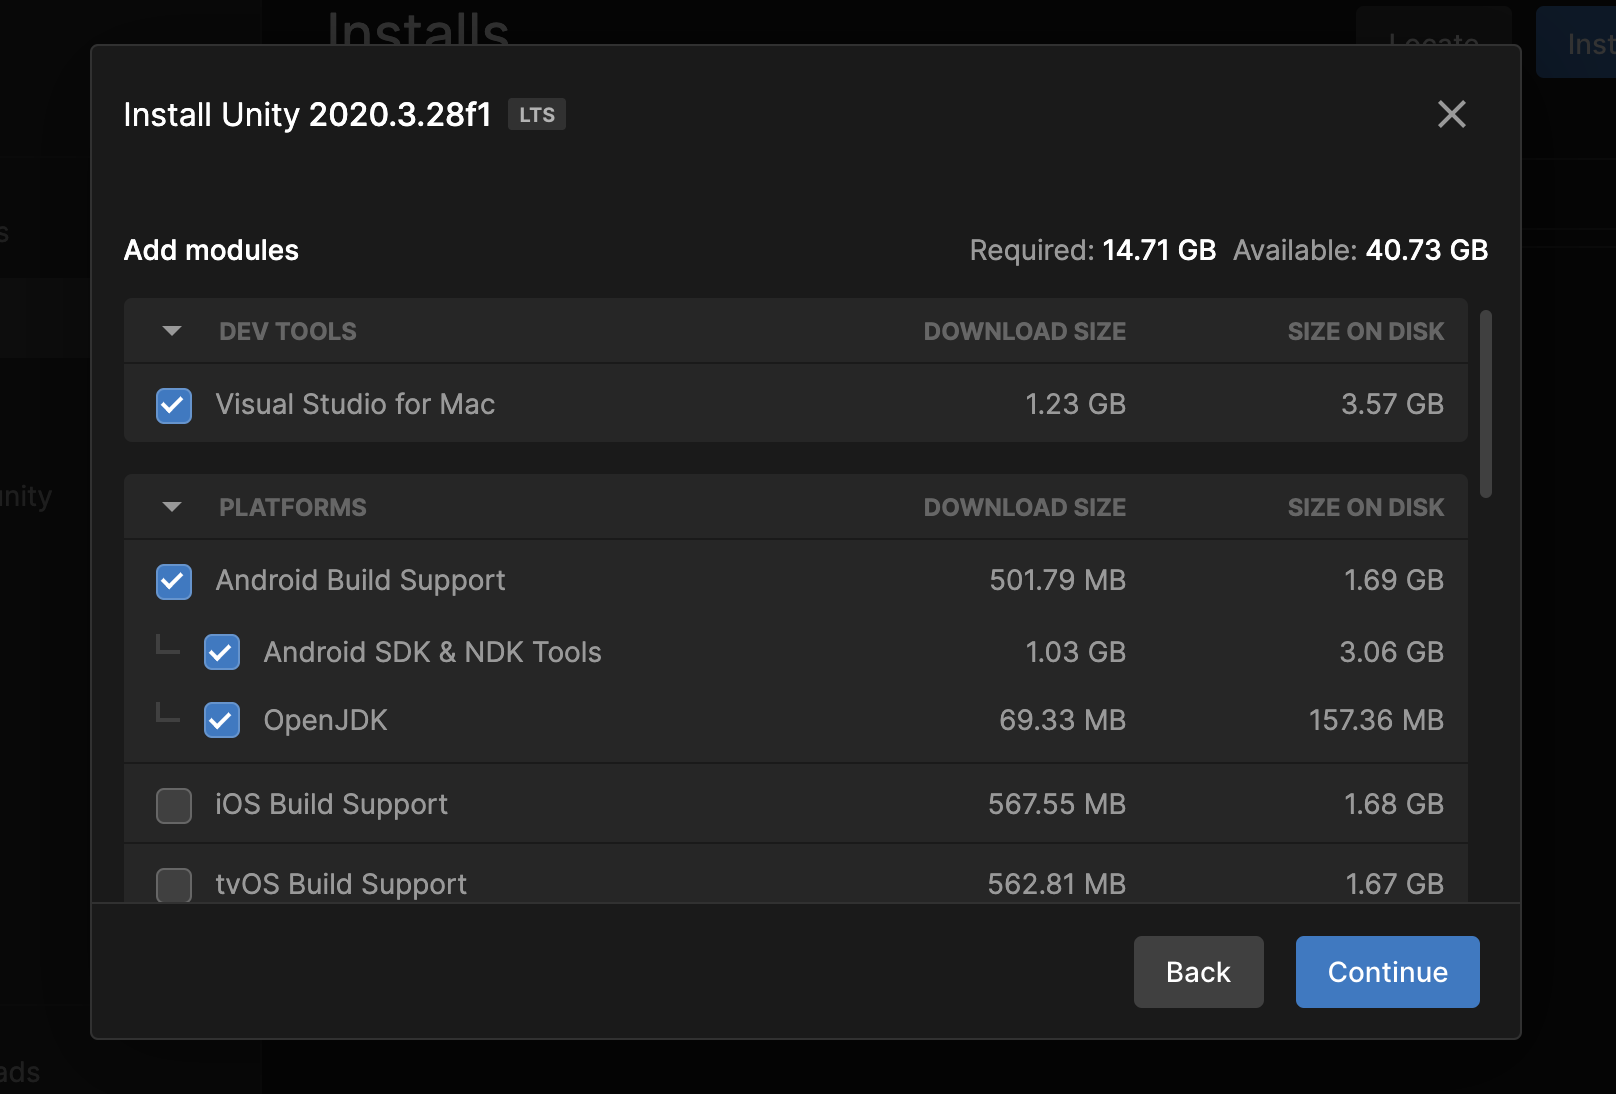 Installs
Locate
Install Unity 2020.3.28f1 LTS
Add modules Required: 14.71 GB Available: 40.73 GB
DEV TOOLS DOWNLOAD SIZE SIZE ON DISK
Visual Studio for Mac 1.23 GB 3.57 GB
PLATFORMS DOWNLOAD SIZE SIZE ON DISK
Android Build Support 501.79 MB 1.69 GB
Android SDK & NDK Tools 1.03 GB 3.06 GB
OpenJDK 69.33 MB 157.36 MB
iOS Build Support 567.55 MB 1.68 GB
tvOS Build Support 562.81 MB 1.67 GB
Back Continue